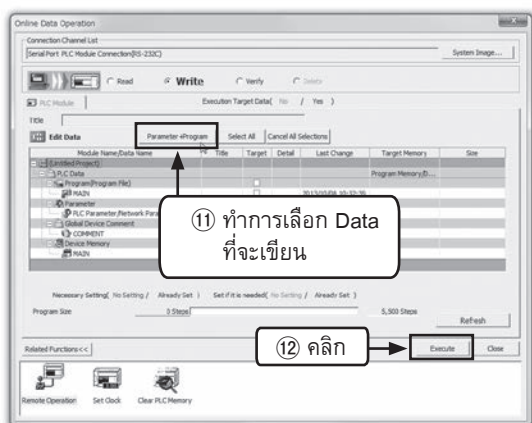 Online Data Operation
Connection Channel List
Serial Port PLC Module Connection(RS-232C)
System Image...
Read
Write
Verify
Delete
PLC Module
Execution Target Data( No / Yes )
Title
Edit Data
Parameter+Program
Select All
Cancel All Selections
Module Name/Data Name
Title
Target
Detail
Last Change
Target Memory
Size
(Untitled Project)
PLC Data
Program Memory/D...
Program(Program File)
MAIN
Parameter
PLC Parameter/Network Para
Global Device Comment
COMMENT
Device Memory
MAIN
⑪ ทำการเลือก Data
ที่จะเขียน
Necessary Setting( No Setting / Already Set )
Set if it is needed( No Setting / Already Set )
Program Size
0 Steps
5,500 Steps
Refresh
⑫ คลิก
Related Functions<<
Execute
Close
Remote Operation
Set Clock
Clear PLC Memory